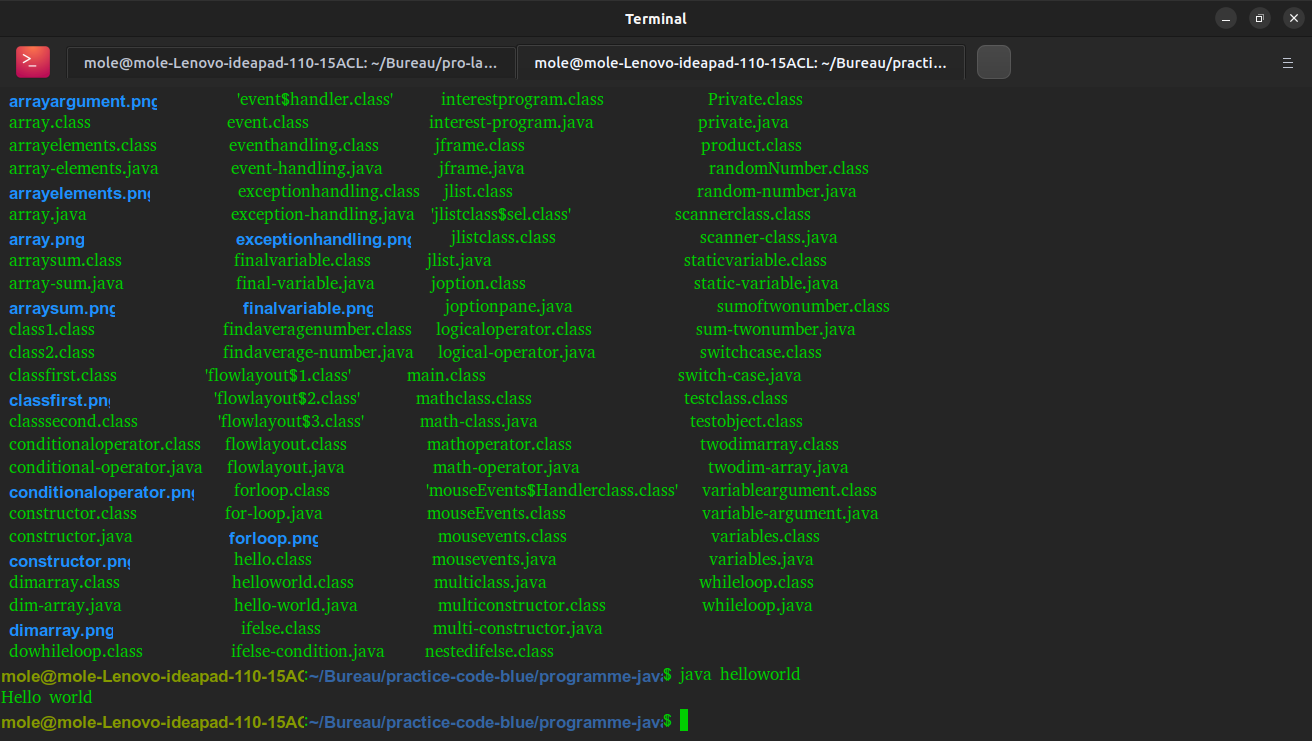 Terminal
mole@mole-Lenovo-ideapad-110-15ACL: ~/Bureau/pro-la... mole@mole-Lenovo-ideapad-110-15ACL: ~/Bureau/practi...
arrayargument.png 'event$handler.class' interestprogram.class Private.class
array.class event.class interest-program.java private.java
arrayelements.class eventhandling.class jframe.class product.class
array-elements.java event-handling.java jframe.java randomNumber.class
arrayelements.png exceptionhandling.class jlist.class random-number.java
array.java exception-handling.java 'jlistclass$sel.class' scannerclass.class
array.png exceptionhandling.png jlistclass.class scanner-class.java
arraysum.class finalvariable.class jlist.java staticvariable.class
array-sum.java final-variable.java joption.class static-variable.java
arraysum.png finalvariable.png joptionpane.java sumoftwonumber.class
class1.class findaveragenumber.class logicaloperator.class sum-twonumber.java
class2.class findaverage-number.java logical-operator.java switchcase.class
classfirst.class 'flowlayout$1.class' main.class switch-case.java
classfirst.png 'flowlayout$2.class' mathclass.class testclass.class
classsecond.class 'flowlayout$3.class' math-class.java testobject.class
conditionaloperator.class flowlayout.class mathoperator.class twodimarray.class
conditional-operator.java flowlayout.java math-operator.java twodim-array.java
conditionaloperator.png forloop.class 'mouseEvents$Handlerclass.class' variableargument.class
constructor.class for-loop.java mouseEvents.class variable-argument.java
constructor.java forloop.png mousevents.class variables.class
constructor.png hello.class mousevents.java variables.java
dimarray.class helloworld.class multiclass.java whileloop.class
dim-array.java hello-world.java multiconstructor.class whileloop.java
dimarray.png ifelse.class multi-constructor.java
dowhileloop.class ifelse-condition.java nestedifelse.class
mole@mole-Lenovo-ideapad-110-15AC:~/Bureau/practice-code-blue/programme-java$ java helloworld
Hello world
mole@mole-Lenovo-ideapad-110-15AC:~/Bureau/practice-code-blue/programme-java$